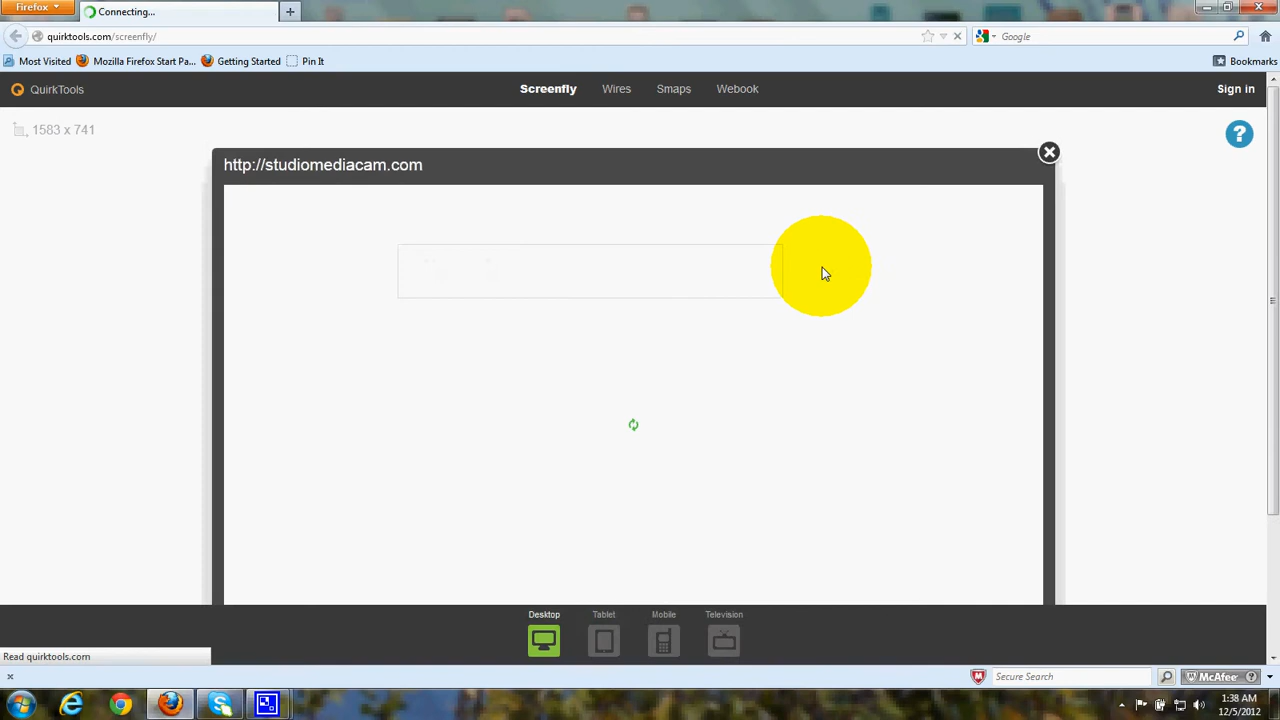 Firefox
Connecting...
quirktools.com/screenfly/
Google
Most Visited
Mozilla Firefox Start Pa...
Getting Started
Pin It
Bookmarks
QuirkTools
Screenfly
Wires
Smaps
Webook
Sign in
1583 x 741
?
http://studiomediacam.com
Desktop
Tablet
Mobile
Television
Read quirktools.com
Secure Search
McAfee
1:38 AM
12/5/2012